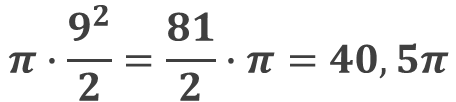 π · 9²/2 = 81/2 · π = 40,5π